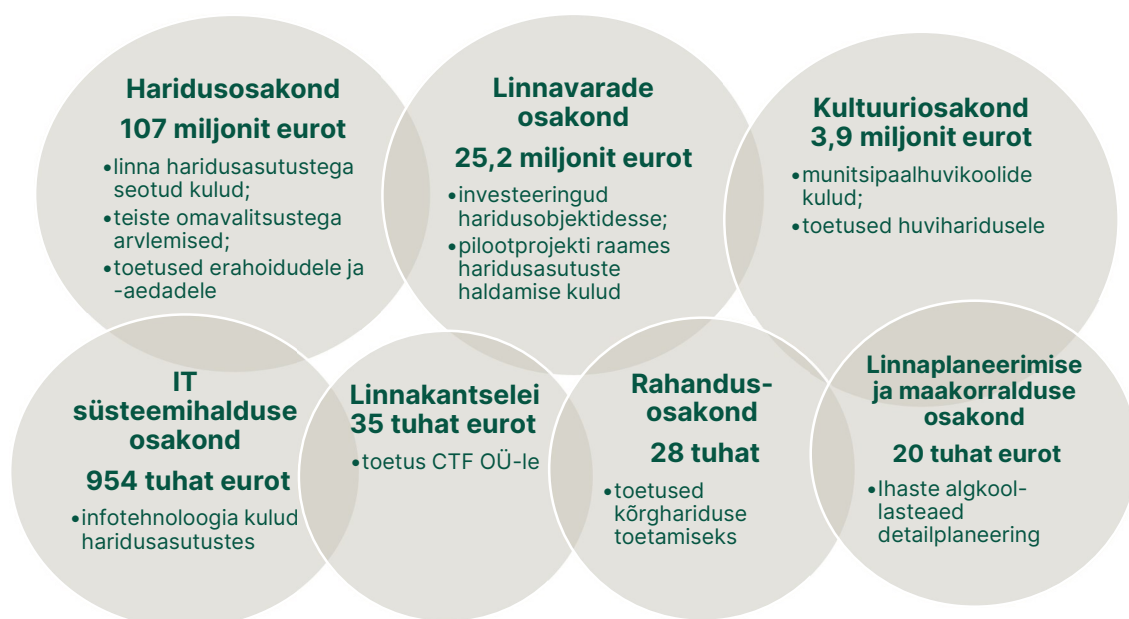 Haridusosakond
107 miljonit eurot
•linna haridusasutustega
seotud kulud;
•teiste omavalitsustega
arvlemised;
•toetused erahoidudele ja
-aedadele
Linnavarade
osakond
25,2 miljonit eurot
•investeeringud
haridusobjektidesse;
•pilootprojekti raames
haridusasutuste
haldamise kulud
Kultuuriosakond
3,9 miljonit eurot
•munitsipaalhuvikoolide
kulud;
•toetused huviharidusele
IT
süsteemihalduse
osakond
954 tuhat eurot
•infotehnoloogia kulud
haridusasutustes
Linnakantselei
35 tuhat eurot
•toetus CTF OÜ-le
Rahandus-
osakond
28 tuhat
•toetused
kõrghariduse
toetamiseks
Linnaplaneerimise
ja maakorralduse
osakond
20 tuhat eurot
•Ihaste algkool-
lasteaed
detailplaneering